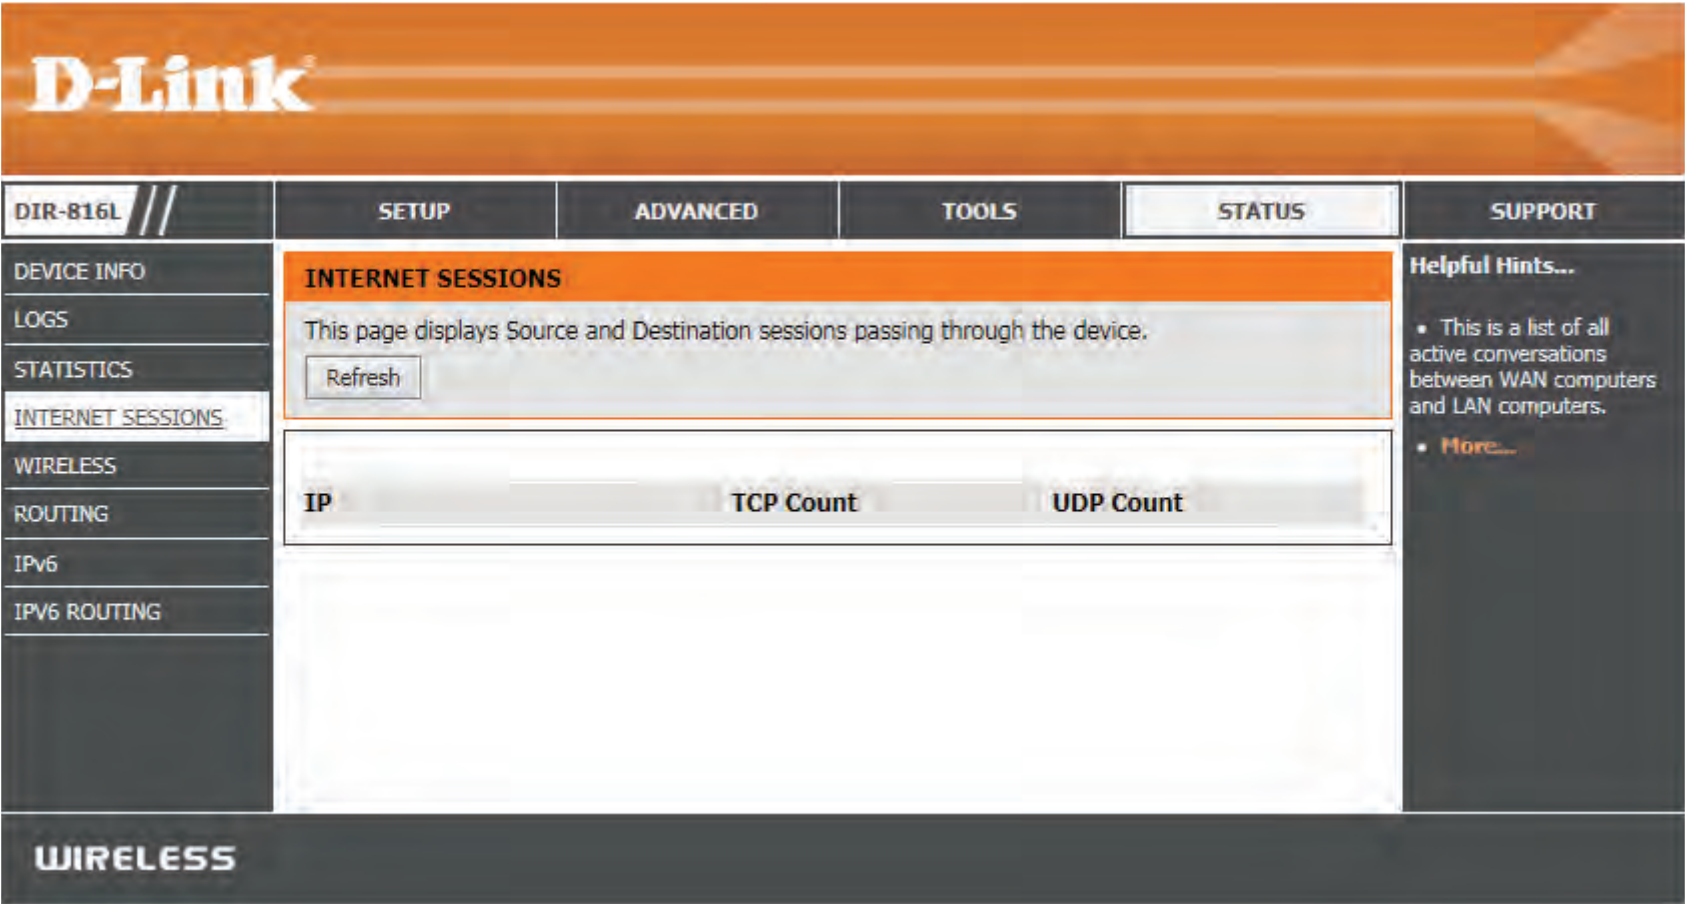 D-Link®
DIR-816L
SETUP
ADVANCED
TOOLS
STATUS
SUPPORT
DEVICE INFO
LOGS
STATISTICS
INTERNET SESSIONS
WIRELESS
ROUTING
IPv6
IPV6 ROUTING
INTERNET SESSIONS
This page displays Source and Destination sessions passing through the device.
Refresh
IP TCP Count UDP Count
Helpful Hints...
• This is a list of all
active conversations
between WAN computers
and LAN computers.
• More...
WIRELESS